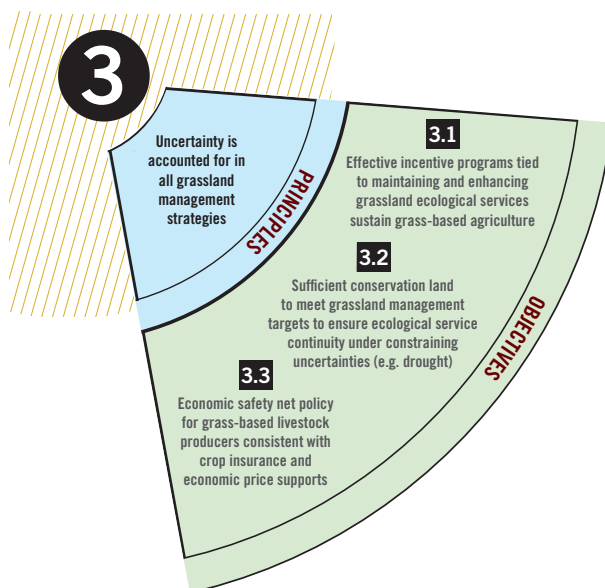 3
Uncertainty is
accounted for in
all grassland
management
strategies
PRINCIPLES
3.1
Effective incentive programs tied
to maintaining and enhancing
grassland ecological services
sustain grass-based agriculture
3.2
Sufficient conservation land
to meet grassland management
targets to ensure ecological service
continuity under constraining
uncertainties (e.g. drought)
3.3
Economic safety net policy
for grass-based livestock
producers consistent with
crop insurance and
economic price supports
OBJECTIVES